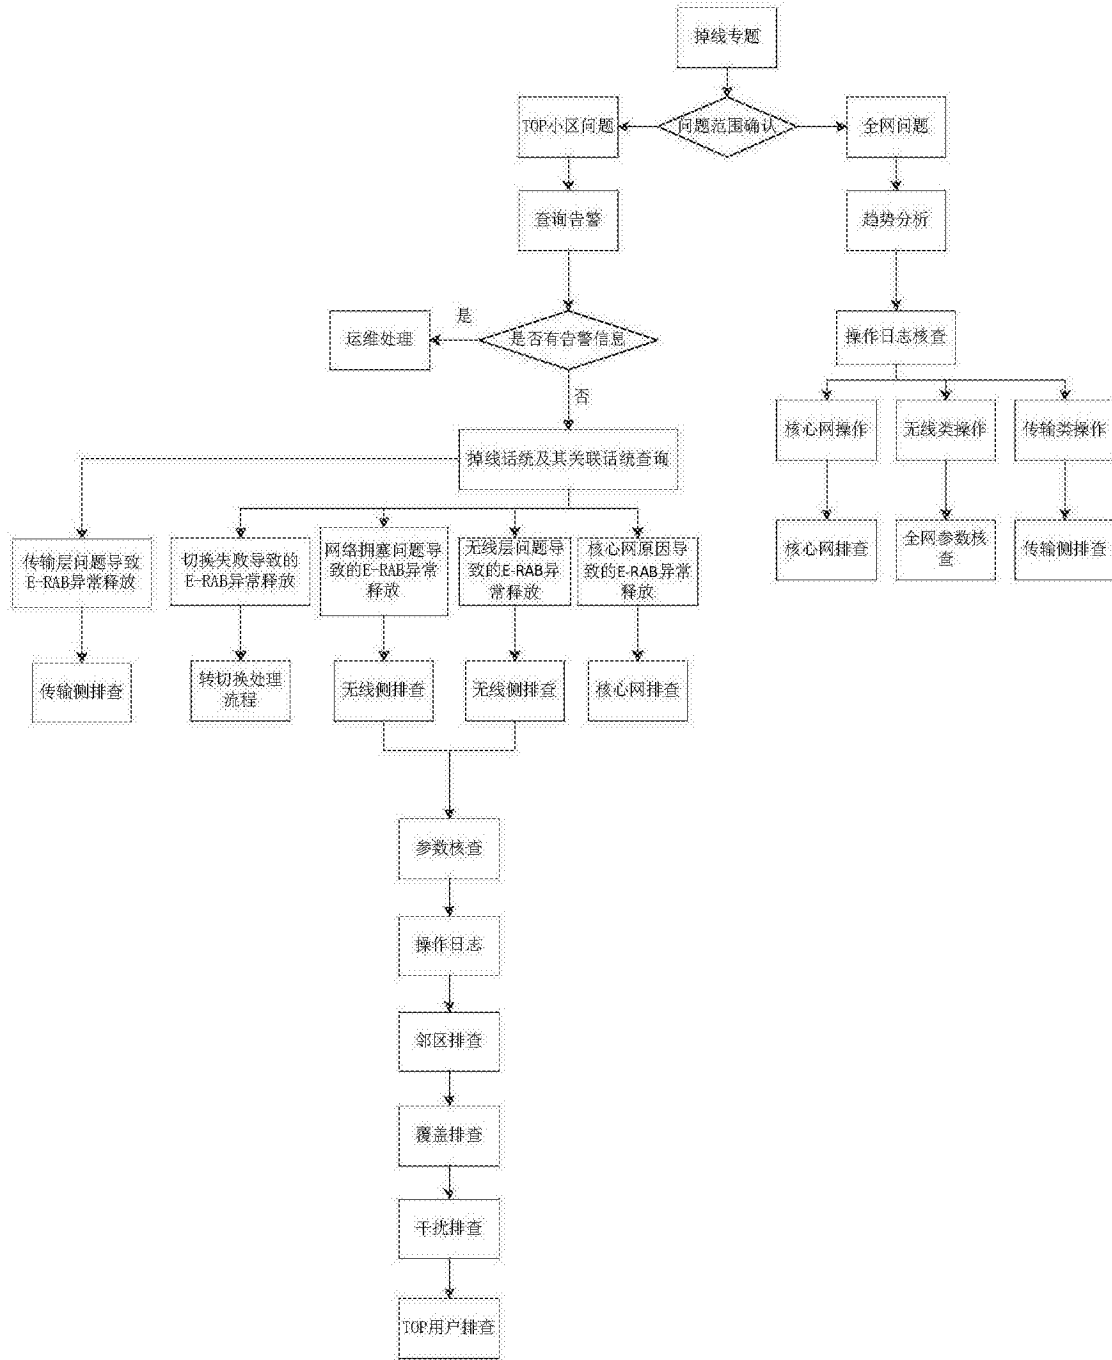 掉线专题
TOP小区问题
问题范围确认
全网问题
查询告警
趋势分析
是
运维处理
是否有告警信息
操作日志核查
否
核心网操作
无线类操作
传输类操作
掉线话统及其关联话统查询
核心网排查
全网参数核
查
传输侧排查
传输层问题导致
E-RAB异常释放
切换失败导致的
E-RAB异常释放
网络拥塞问题导
致的E-RAB异常
释放
无线层问题导
致的E-RAB异
常释放
核心网原因导
致的E-RAB异常
释放
传输侧排查
转切换处理
流程
无线侧排查
无线侧排查
核心网排查
参数核查
操作日志
邻区排查
覆盖排查
干扰排查
TOP用户排查